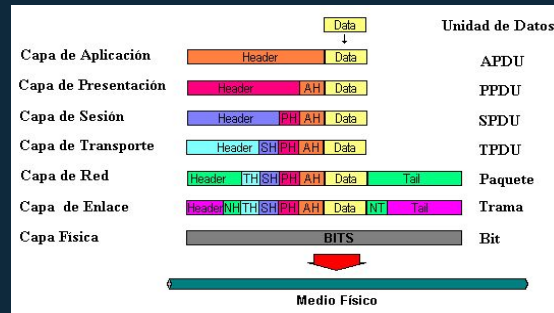 Data Unidad de Datos
Capa de Aplicación Header Data APDU
Capa de Presentación Header AH Data PPDU
Capa de Sesión Header PH AH Data SPDU
Capa de Transporte Header SH PH AH Data TPDU
Capa de Red Header TH SH PH AH Data Tail Paquete
Capa de Enlace Header NH TH SH PH AH Data NT Tail Trama
Capa Física BITS Bit
Medio Físico